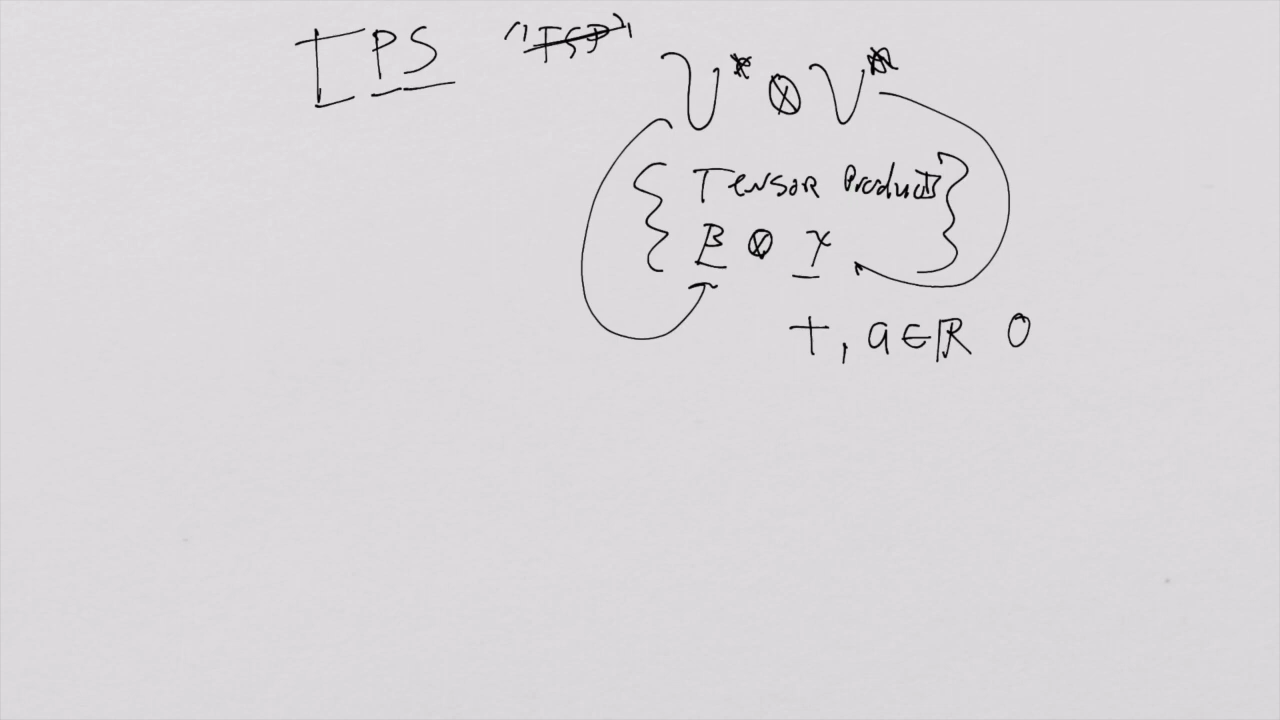 TPS "TSP"
V* ⊗ V*
{ Tensor Products
β ⊗ γ }
+, a ∈ ℝ 0